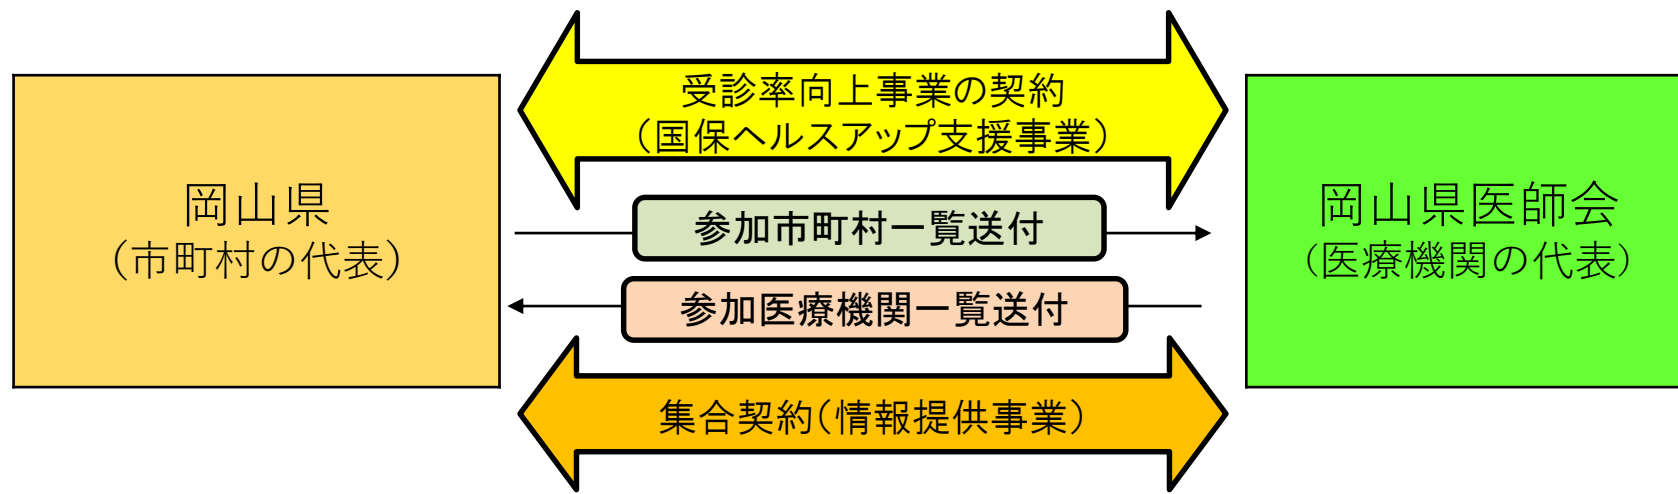 受診率向上事業の契約
（国保ヘルスアップ支援事業）
岡山県
（市町村の代表）
参加市町村一覧送付
参加医療機関一覧送付
岡山県医師会
（医療機関の代表）
集合契約（情報提供事業）